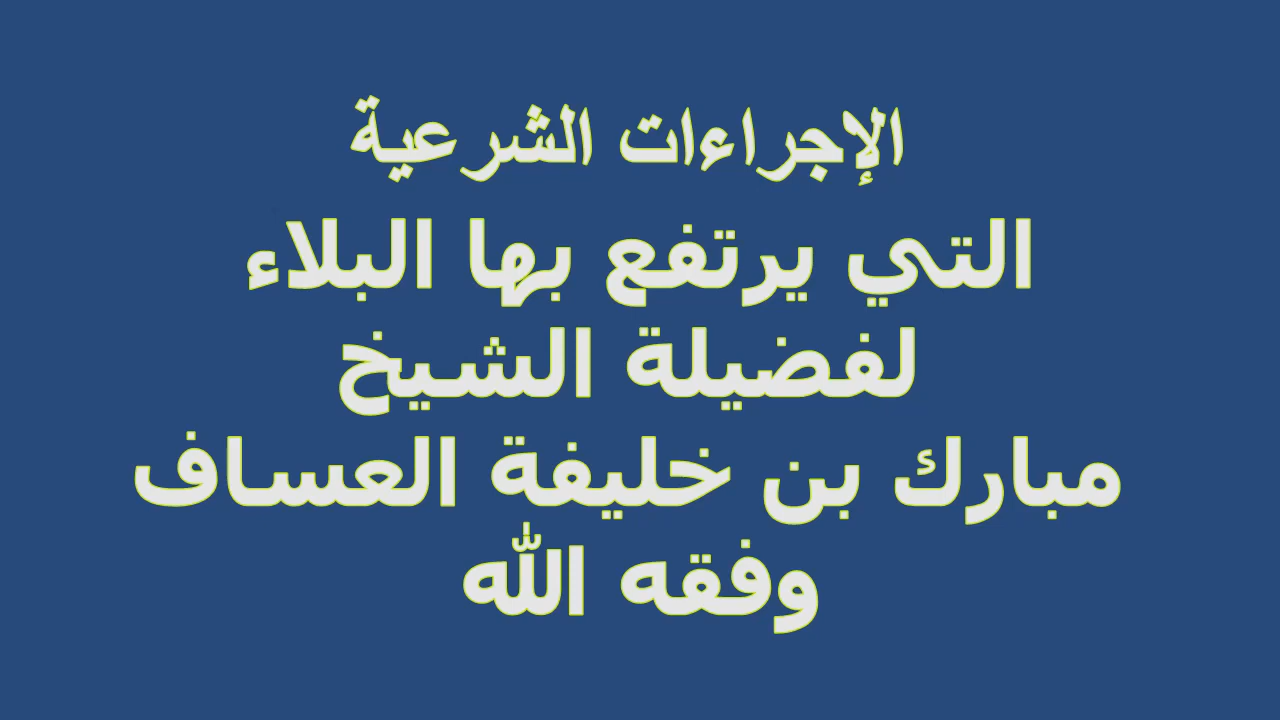 الإجراءات الشرعية
التي يرتفع بها البلاء
لفضيلة الشيخ
مبارك بن خليفة العساف
وفقه الله